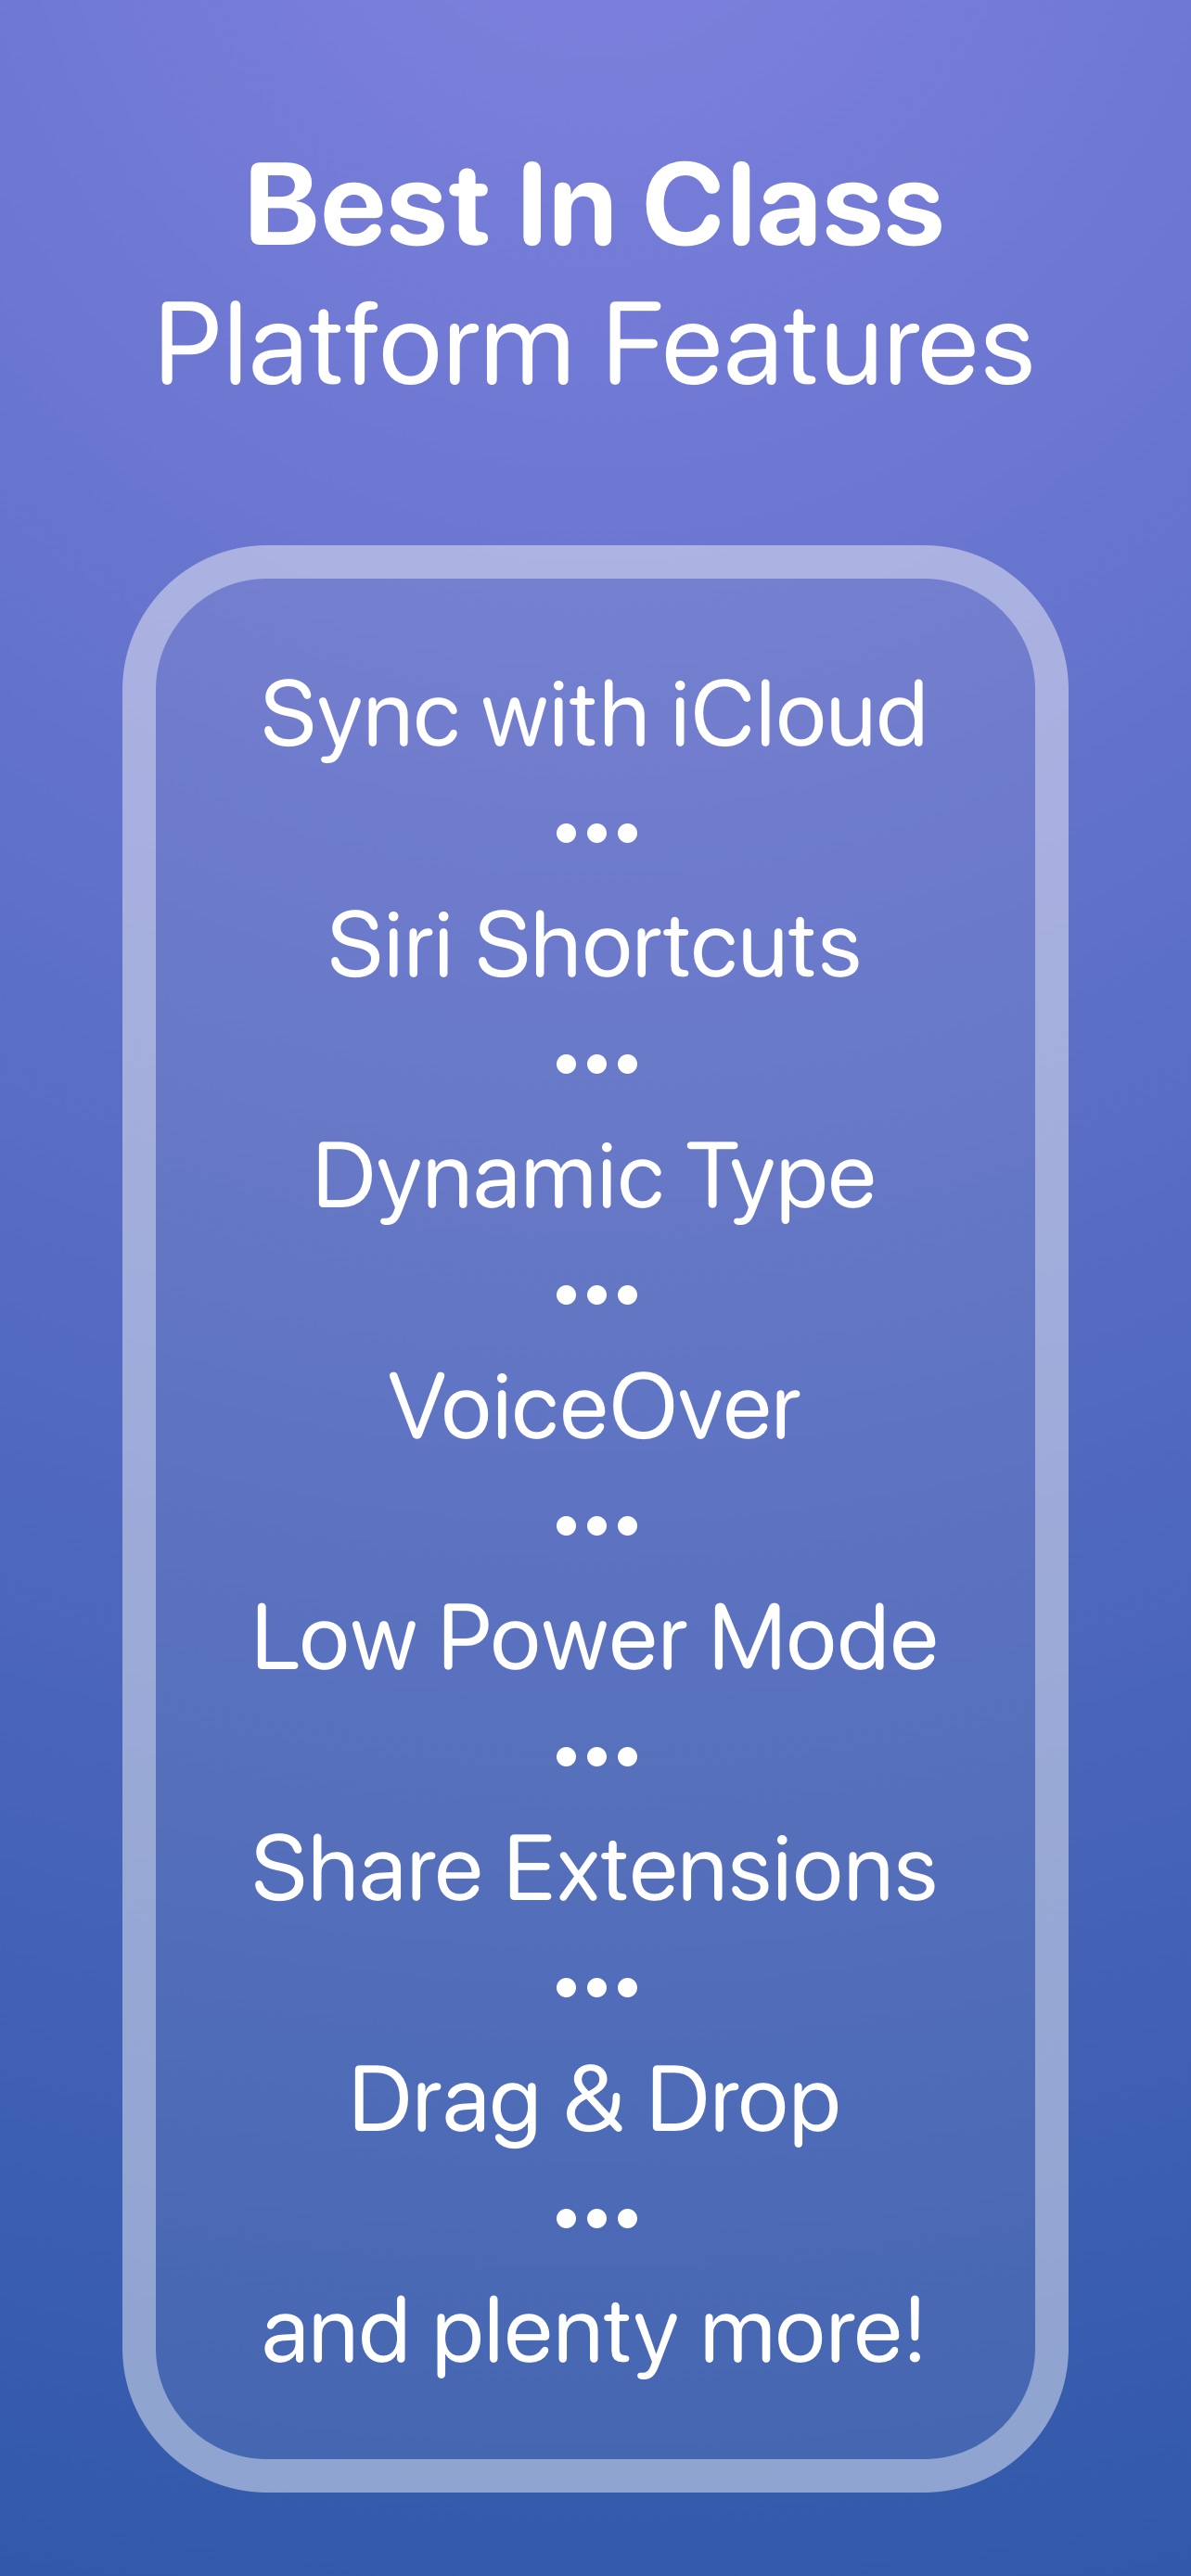 Best In Class
Platform Features
Sync with iCloud
•••
Siri Shortcuts
•••
Dynamic Type
•••
VoiceOver
•••
Low Power Mode
•••
Share Extensions
•••
Drag & Drop
•••
and plenty more!